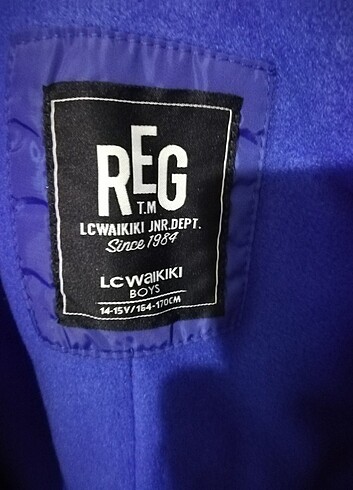 REG
T.M
LCWAIKIKI JNR.DEPT.
Since 1984
LCWAIKIKI
BOYS
14-15Y/164-170CM